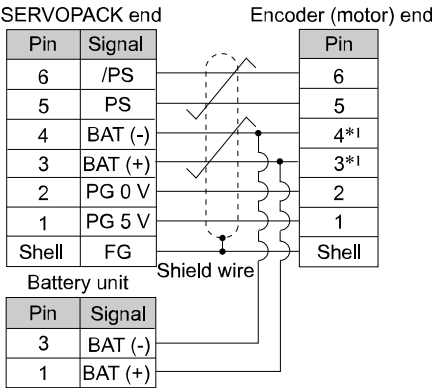 SERVOPACK end Encoder (motor) end
Pin Signal Pin
6 /PS 6
5 PS 5
4 BAT (-) 4*1
3 BAT (+) 3*1
2 PG 0 V 2
1 PG 5 V 1
Shell FG Shell
Shield wire
Battery unit
Pin Signal
3 BAT (-)
1 BAT (+)